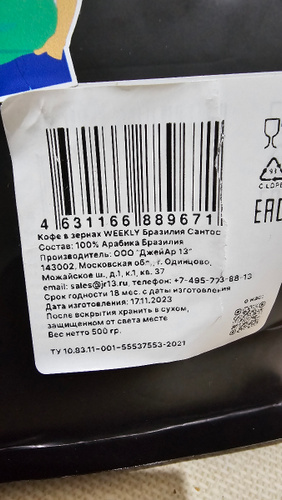 4 631166 889671
Кофе в зернах WEEKLY Бразилия Сантос
Состав: 100% Арабика Бразилия
Производитель: ООО "ДжейАр 13"
143002, Московская обл., г. Одинцово,
Можайское ш., д.1, к.1, кв. 37
email: sales@jr13.ru, телефон: +7-495-773-88-13
Срок годности 18 мес. с даты изготовления
Дата изготовления: 17.11.2023
После вскрытия хранить в сухом,
защищенном от света месте
Вес нетто 500 гр.
О НАС:
ТУ 10.83.11-001-55537553-2021
EAC